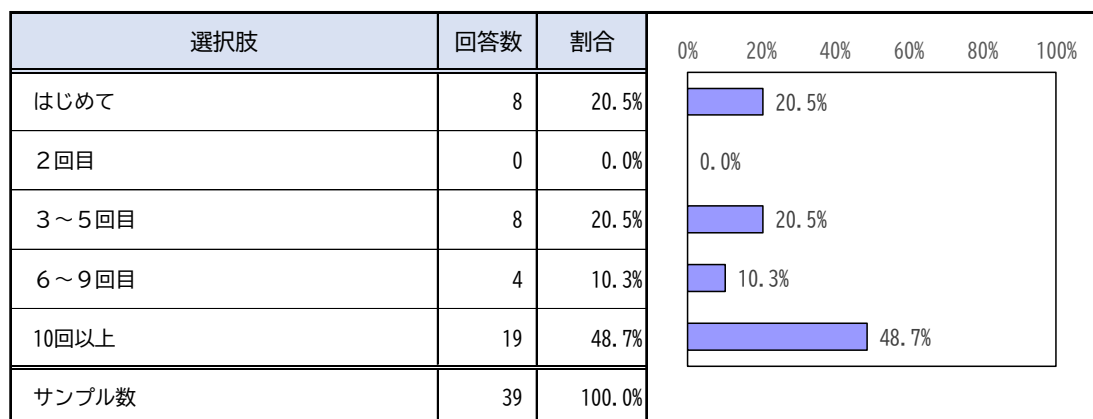 選択肢 回答数 割合
0% 20% 40% 60% 80% 100%
はじめて 8 20.5% 20.5%
２回目 0 0.0% 0.0%
３～５回目 8 20.5% 20.5%
６～９回目 4 10.3% 10.3%
10回以上 19 48.7% 48.7%
サンプル数 39 100.0%